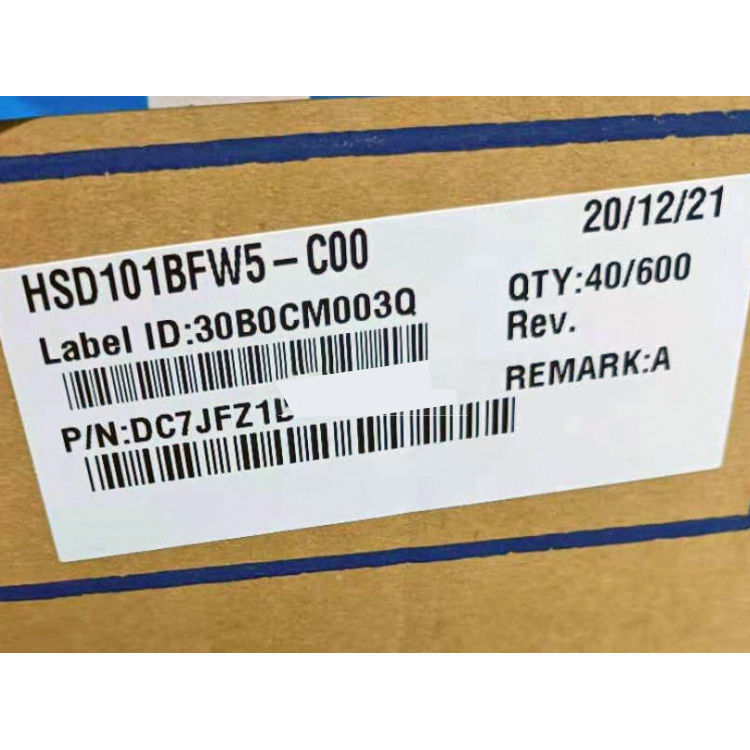 HSD101BFW5-C00
20/12/21
Label ID:30B0CM003Q
QTY:40/600
Rev.
P/N:DC7JFZ1
REMARK:A